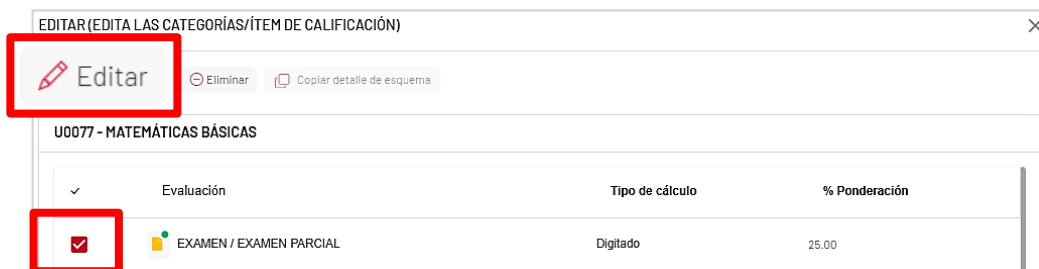 EDITAR (EDITA LAS CATEGORÍAS/ÍTEM DE CALIFICACIÓN)
Editar Eliminar Copiar detalle de esquema
U0077 - MATEMÁTICAS BÁSICAS
Evaluación Tipo de cálculo % Ponderación
EXAMEN / EXAMEN PARCIAL Digitado 25.00